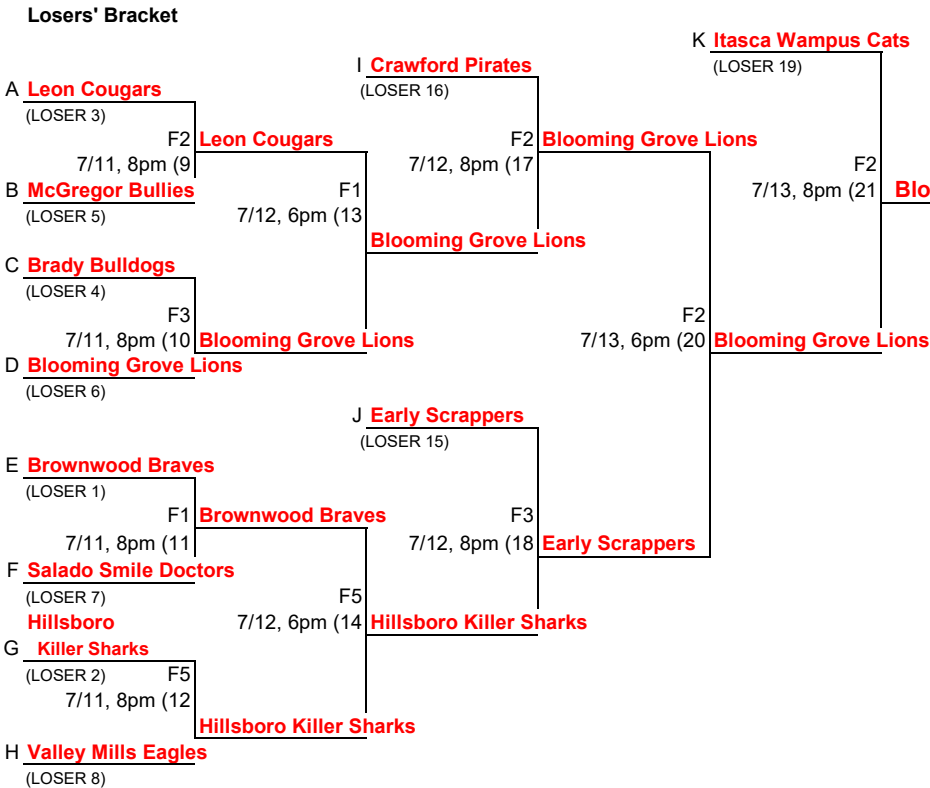 Losers' Bracket
K Itasca Wampus Cats
(LOSER 19)
I Crawford Pirates
(LOSER 16)
A Leon Cougars
(LOSER 3)
F2 Leon Cougars
7/11, 8pm (9
F2 Blooming Grove Lions
7/12, 8pm (17
F2
7/13, 8pm (21 Blo
B McGregor Bullies
(LOSER 5)
F1
7/12, 6pm (13
Blooming Grove Lions
C Brady Bulldogs
(LOSER 4)
F3
7/11, 8pm (10 Blooming Grove Lions
F2
7/13, 6pm (20 Blooming Grove Lions
D Blooming Grove Lions
(LOSER 6)
J Early Scrappers
(LOSER 15)
E Brownwood Braves
(LOSER 1)
F1 Brownwood Braves
7/11, 8pm (11
F3
7/12, 8pm (18 Early Scrappers
F Salado Smile Doctors
(LOSER 7)
F5
7/12, 6pm (14 Hillsboro Killer Sharks
Hillsboro
G Killer Sharks
(LOSER 2) F5
7/11, 8pm (12
Hillsboro Killer Sharks
H Valley Mills Eagles
(LOSER 8)